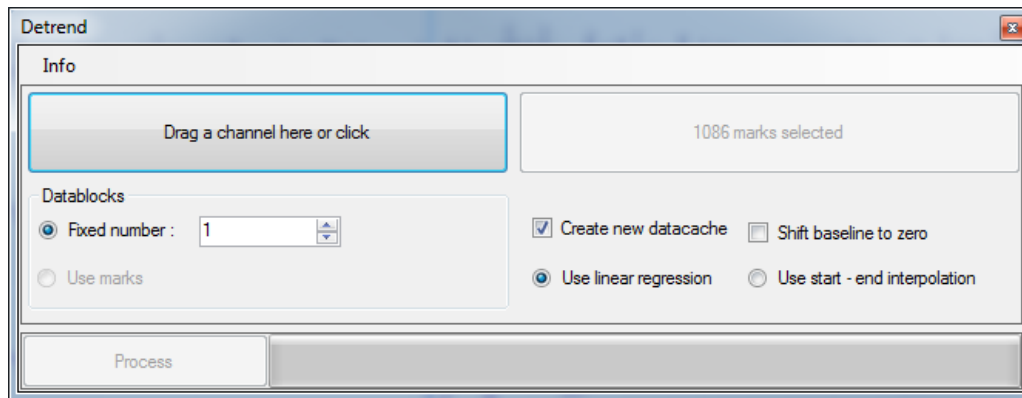 Detrend
Info
Drag a channel here or click
1086 marks selected
Datablocks
Fixed number :
1
Use marks
Create new datacache
Shift baseline to zero
Use linear regression
Use start - end interpolation
Process